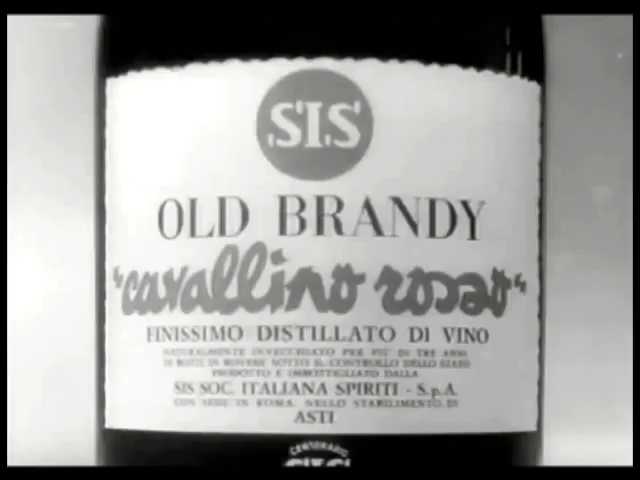 S.I.S
OLD BRANDY
"cavallino rosso"
FINISSIMO DISTILLATO DI VINO
NATURALMENTE INVECCHIATO PER PIÙ DI TRE ANNI
IN BOTTI DI ROVERE SOTTO IL CONTROLLO DELLO STATO
PRODOTTO E IMBOTTIGLIATO DALLA
SIS SOC. ITALIANA SPIRITI - S.p.A.
CON SEDE IN ROMA, NELLO STABILIMENTO DI
ASTI
CENTENARIO